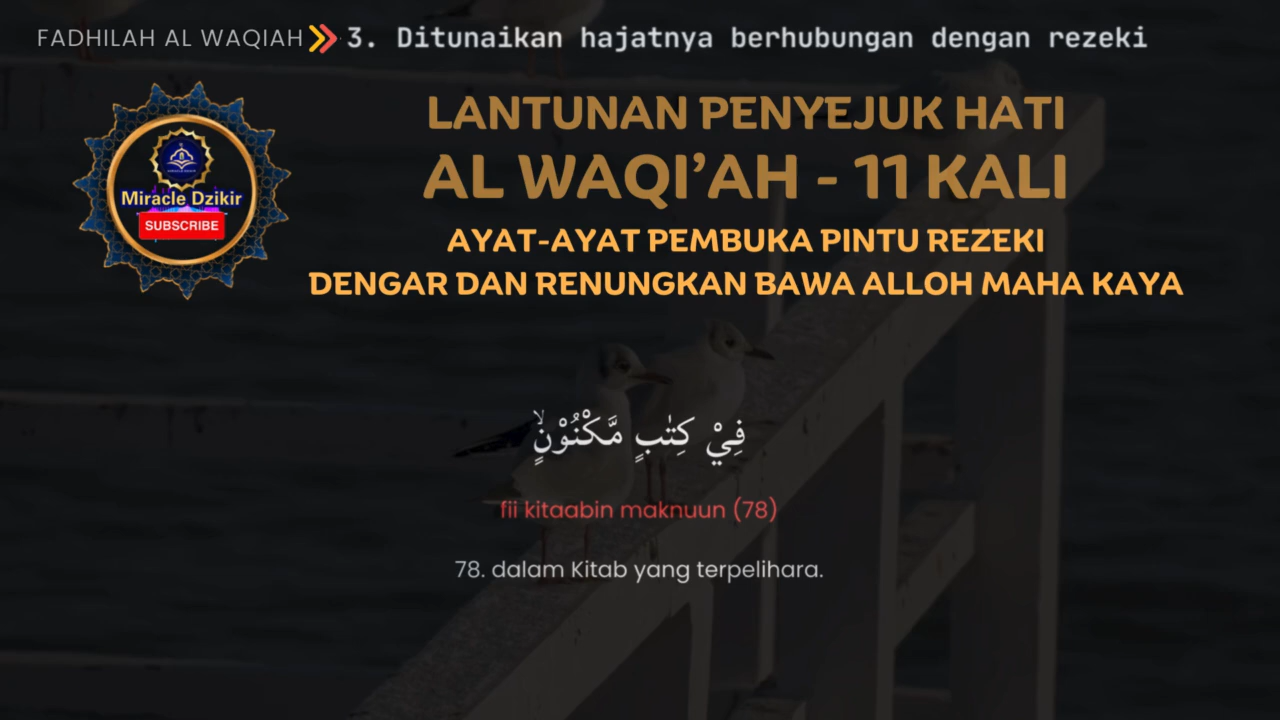 FADHILAH AL WAQIAH
3. Ditunaikan hajatnya berhubungan dengan rezeki
LANTUNAN PENYEJUK HATI
AL WAQI’AH - 11 KALI
AYAT-AYAT PEMBUKA PINTU REZEKI
DENGAR DAN RENUNGKAN BAWA ALLOH MAHA KAYA
Miracle Dzikir
SUBSCRIBE
فِيْ كِتٰبٍ مَّكْنُوْنٍۙ
fii kitaabin maknuun (78)
78. dalam Kitab yang terpelihara.